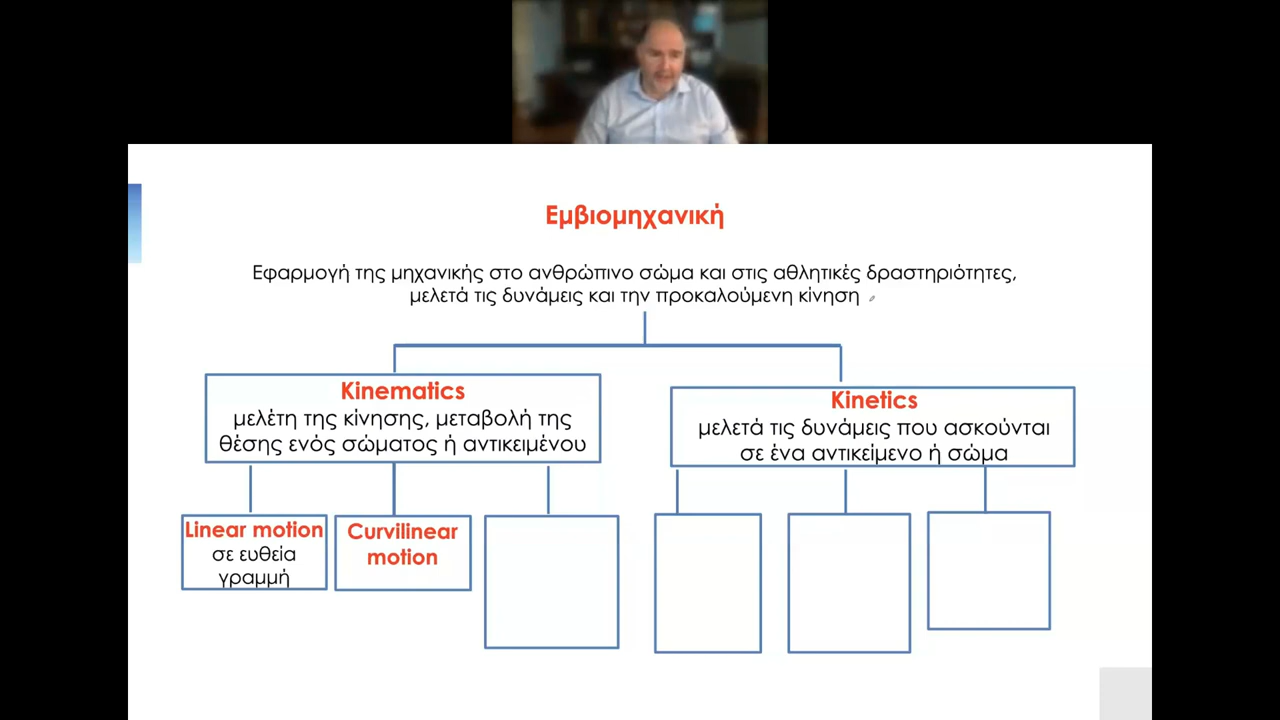 Εμβιομηχανική
Εφαρμογή της μηχανικής στο ανθρώπινο σώμα και στις αθλητικές δραστηριότητες,
μελετά τις δυνάμεις και την προκαλούμενη κίνηση
Kinematics
μελέτη της κίνησης, μεταβολή της
θέσης ενός σώματος ή αντικειμένου
Kinetics
μελετά τις δυνάμεις που ασκούνται
σε ένα αντικείμενο ή σώμα
Linear motion
σε ευθεία
γραμμή
Curvilinear
motion